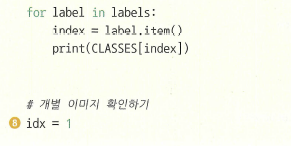 for label in labels:
    index = label.item()
    print(CLASSES[index])
# 개별 이미지 확인하기
8 idx = 1